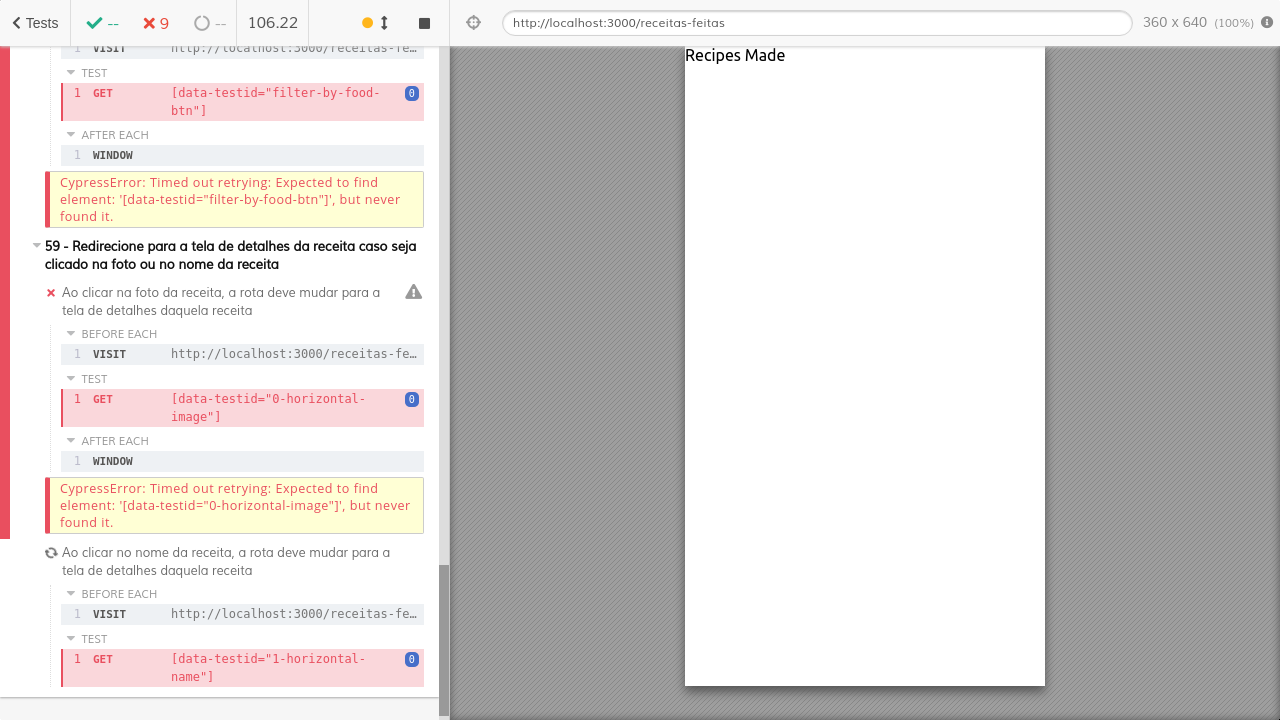 Tests
--
9
--
106.22
http://localhost:3000/receitas-feitas
360 x 640 (100%)
1 VISIT http://localhost:3000/receitas-fe…
TEST
1 GET [data-testid="filter-by-food-
btn"]
0
AFTER EACH
1 WINDOW
CypressError: Timed out retrying: Expected to find
element: '[data-testid="filter-by-food-btn"]', but never
found it.
59 - Redirecione para a tela de detalhes da receita caso seja
clicado na foto ou no nome da receita
Ao clicar na foto da receita, a rota deve mudar para a
tela de detalhes daquela receita
BEFORE EACH
1 VISIT http://localhost:3000/receitas-fe…
TEST
1 GET [data-testid="0-horizontal-
image"]
0
AFTER EACH
1 WINDOW
CypressError: Timed out retrying: Expected to find
element: '[data-testid="0-horizontal-image"]', but never
found it.
Ao clicar no nome da receita, a rota deve mudar para a
tela de detalhes daquela receita
BEFORE EACH
1 VISIT http://localhost:3000/receitas-fe…
TEST
1 GET [data-testid="1-horizontal-
name"]
0
Recipes Made